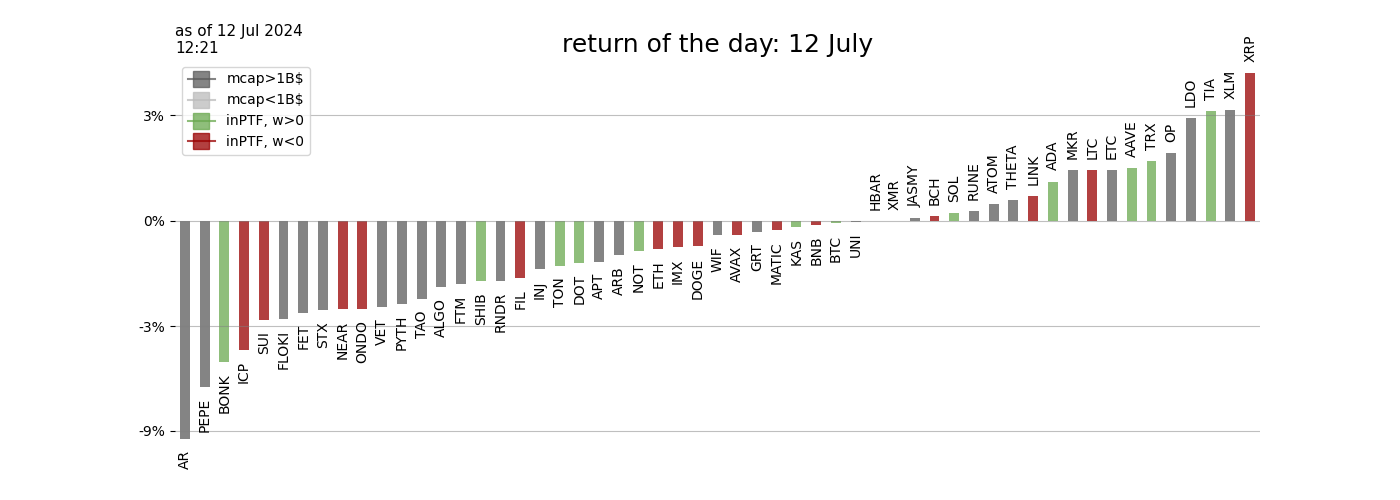 as of 12 Jul 2024
12:21
return of the day: 12 July
mcap>1B$
mcap<1B$
inPTF, w>0
inPTF, w<0
3%
0%
-3%
-9%
AR
PEPE
BONK
ICP
SUI
FLOKI
FET
STX
NEAR
ONDO
VET
PYTH
TAO
ALGO
FTM
SHIB
RNDR
FIL
INJ
TON
DOT
APT
ARB
NOT
ETH
IMX
DOGE
WIF
AVAX
GRT
MATIC
KAS
BNB
BTC
UNI
HBAR
XMR
JASMY
BCH
SOL
RUNE
ATOM
THETA
LINK
ADA
MKR
LTC
ETC
AAVE
TRX
OP
LDO
TIA
XLM
XRP